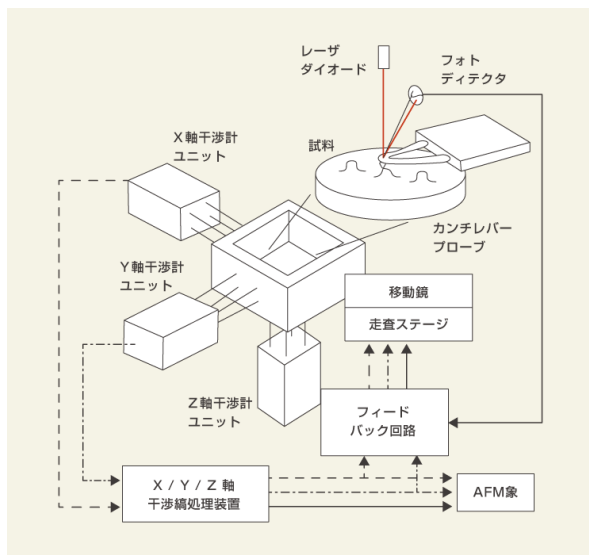 レーザ
ダイオード
フォト
ディテクタ
試料
X軸干渉計
ユニット
カンチレバー
プローブ
Y軸干渉計
ユニット
移動鏡
走査ステージ
Z軸干渉計
ユニット
フィード
バック回路
X / Y / Z 軸
干渉縞処理装置
AFM象